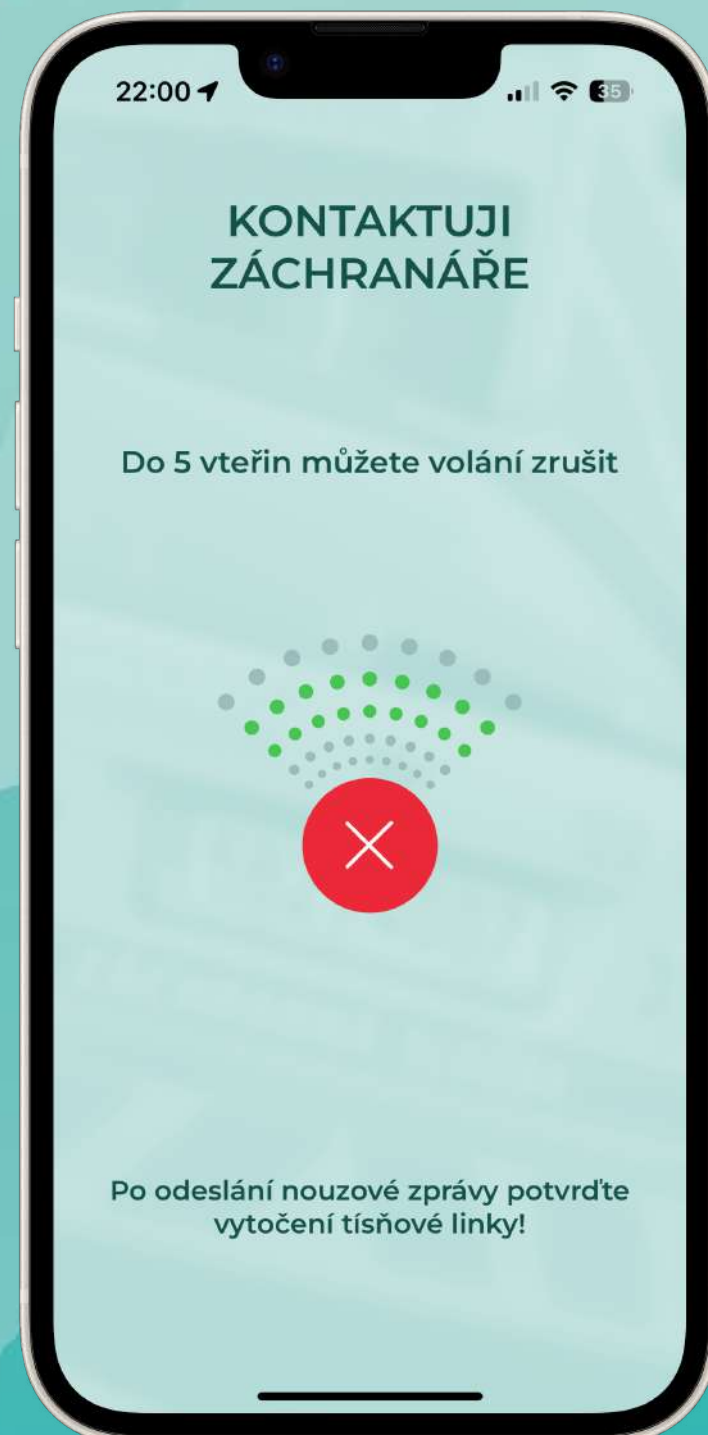 22:00
35
KONTAKTUJI
ZÁCHRANÁŘE
Do 5 vteřin můžete volání zrušit
Po odeslání nouzové zprávy potvrďte
vytočení tísňové linky!